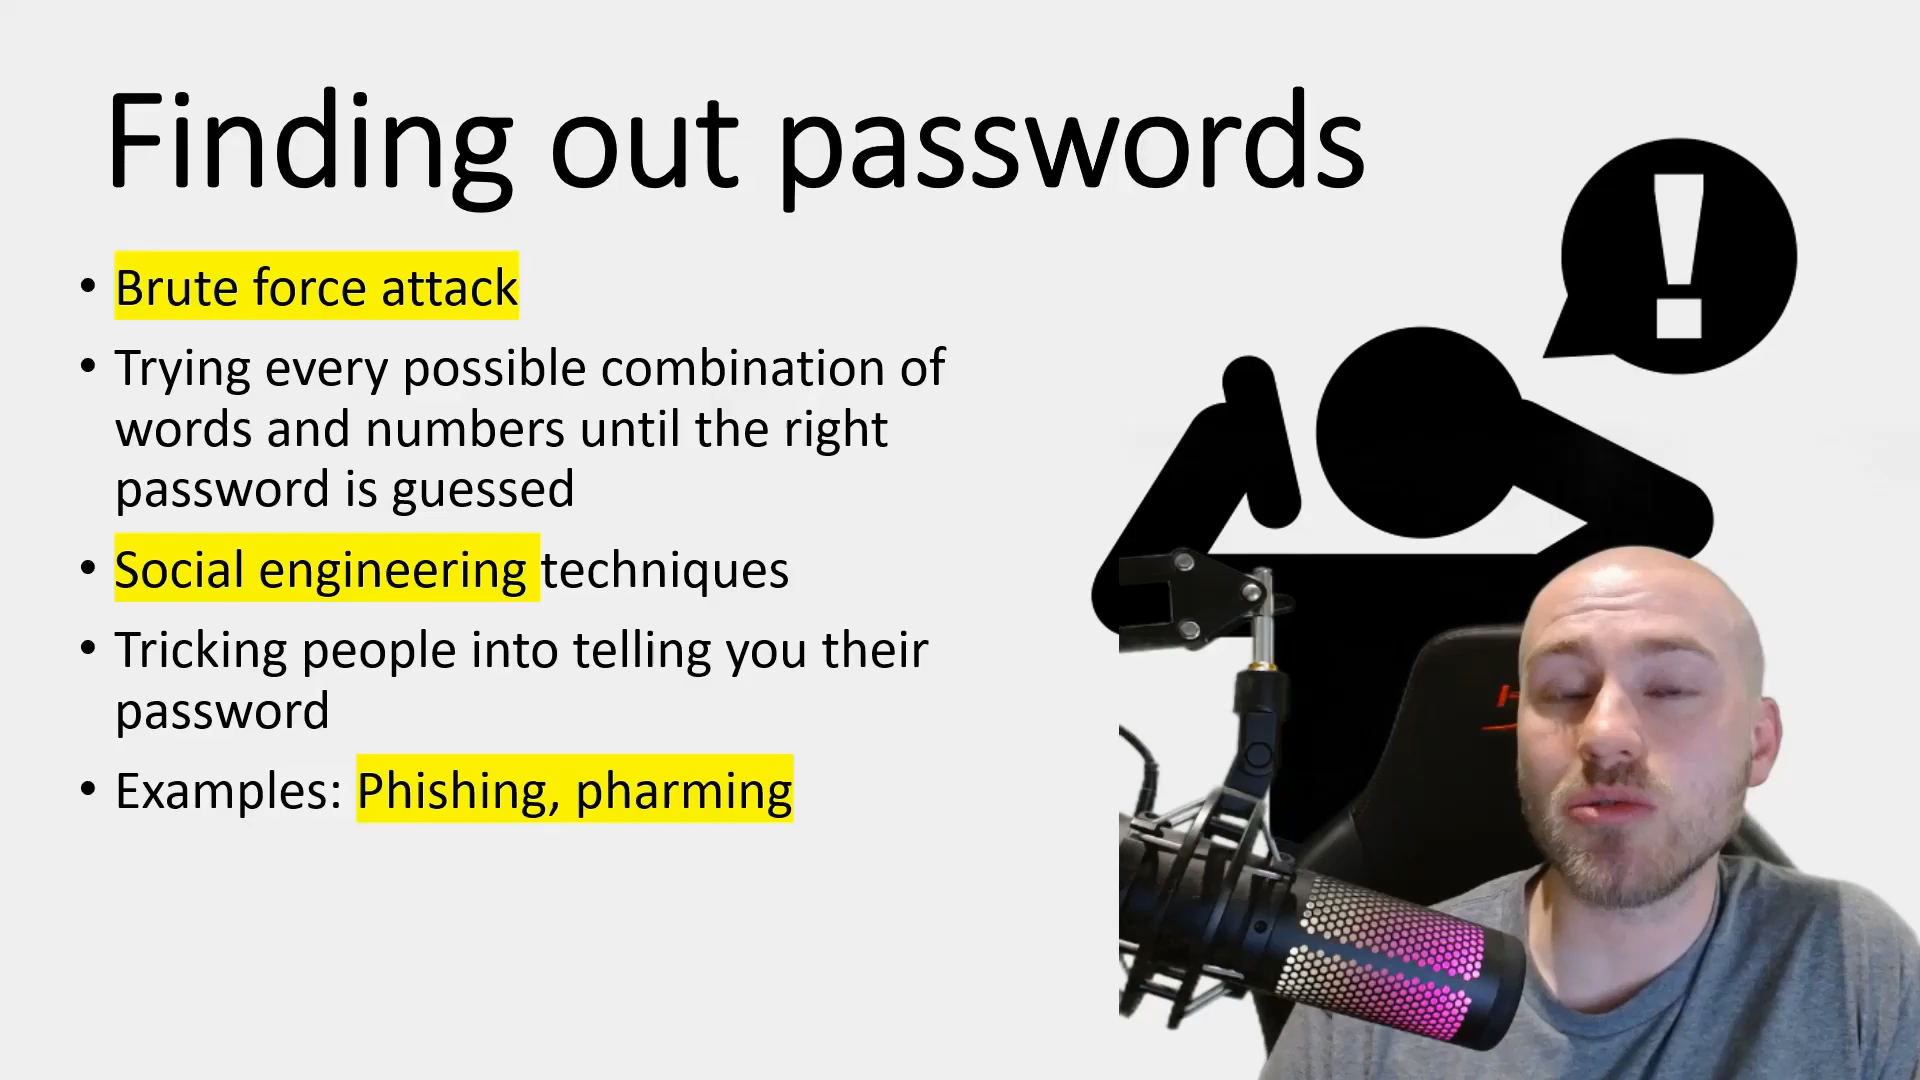 Finding out passwords
!
• Brute force attack
• Trying every possible combination of
words and numbers until the right
password is guessed
• Social engineering techniques
• Tricking people into telling you their
password
• Examples: Phishing, pharming